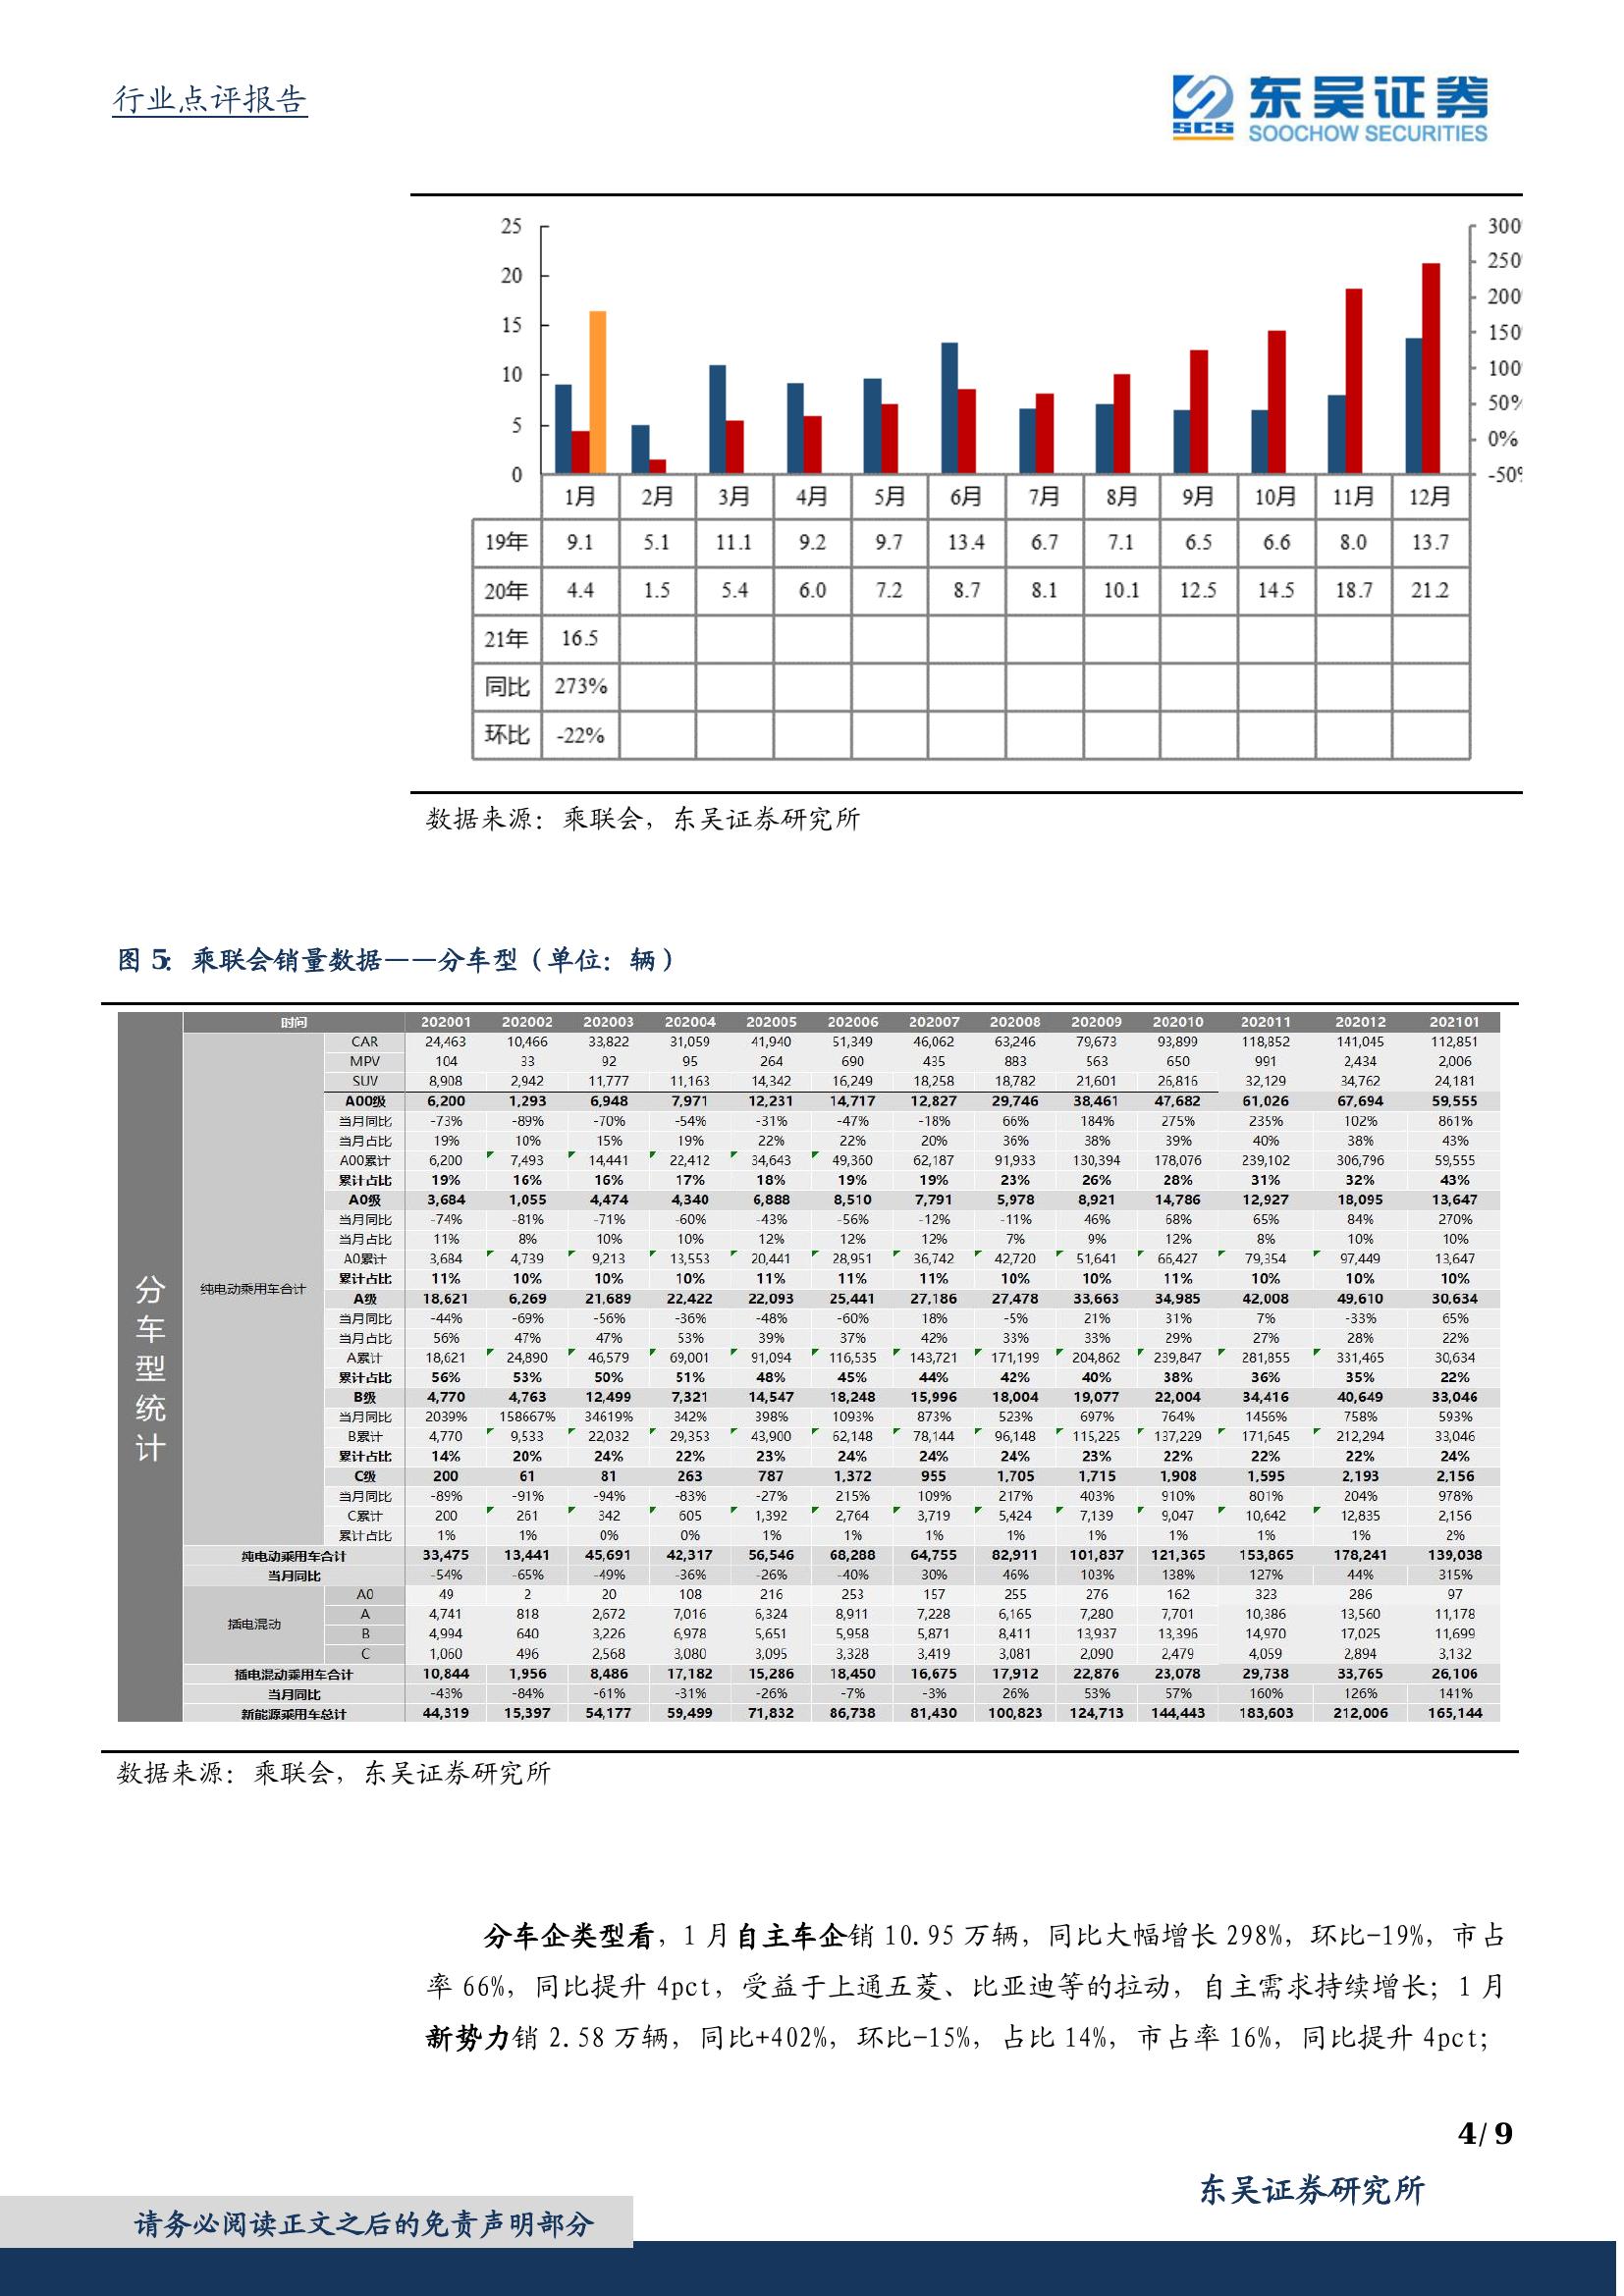 行业点评报告
东吴证券
SCS SOOCHOW SECURITIES
25 300
20 250
15 200
10 150
5 100
0 50%
0%
-50%
1月 2月 3月 4月 5月 6月 7月 8月 9月 10月 11月 12月
19年 9.1 5.1 11.1 9.2 9.7 13.4 6.7 7.1 6.5 6.6 8.0 13.7
20年 4.4 1.5 5.4 6.0 7.2 8.7 8.1 10.1 12.5 14.5 18.7 21.2
21年 16.5
同比 273%
环比 -22%
数据来源：乘联会，东吴证券研究所
图 5：乘联会销量数据——分车型（单位：辆）
分车型统计
时间 202001 202002 202003 202004 202005 202006 202007 202008 202009 202010 202011 202012 202101
纯电动乘用车合计
CAR 24,463 10,466 33,822 31,059 41,940 51,349 46,062 63,246 79,673 93,899 118,852 141,045 112,851
MPV 104 33 92 95 264 690 435 883 563 650 991 2,434 2,006
SUV 8,908 2,942 11,777 11,163 14,342 16,249 18,258 18,782 21,601 26,816 32,129 34,762 24,181
A00级 6,200 1,293 6,948 7,971 12,231 14,717 12,827 29,746 38,461 47,682 61,026 67,694 59,555
当月同比 -73% -89% -70% -54% -31% -47% -18% 66% 184% 275% 235% 102% 861%
当月占比 19% 10% 15% 19% 22% 22% 20% 36% 38% 39% 40% 38% 43%
A00累计 6,200 7,493 14,441 22,412 34,643 49,360 62,187 91,933 130,394 178,076 239,102 306,796 59,555
累计占比 19% 16% 16% 17% 18% 19% 19% 23% 26% 28% 31% 32% 43%
A0级 3,684 1,055 4,474 4,340 6,888 8,510 7,791 5,978 8,921 14,786 12,927 18,095 13,647
当月同比 -74% -81% -71% -60% -43% -56% -12% -11% 46% 68% 65% 84% 270%
当月占比 11% 8% 10% 10% 12% 12% 12% 7% 9% 12% 8% 10% 10%
A0累计 3,684 4,739 9,213 13,553 20,441 28,951 36,742 42,720 51,641 66,427 79,354 97,449 13,647
累计占比 11% 10% 10% 10% 11% 11% 11% 10% 10% 11% 10% 10% 10%
A级 18,621 6,269 21,689 22,422 22,093 25,441 27,186 27,478 33,663 34,985 42,008 49,610 30,634
当月同比 -44% -69% -56% -36% -48% -60% 18% -5% 21% 31% 7% -33% 65%
当月占比 56% 47% 47% 53% 39% 37% 42% 33% 33% 29% 27% 28% 22%
A累计 18,621 24,890 46,579 69,001 91,094 116,535 143,721 171,199 204,862 239,847 281,855 331,465 30,634
累计占比 56% 53% 50% 51% 48% 45% 44% 42% 40% 38% 36% 35% 22%
B级 4,770 4,763 12,499 7,321 14,547 18,248 15,996 18,004 19,077 22,004 34,416 40,649 33,046
当月同比 2039% 158667% 34619% 342% 398% 1093% 873% 523% 697% 764% 1456% 758% 593%
B累计 4,770 9,533 22,032 29,353 43,900 62,148 78,144 96,148 115,225 137,229 171,645 212,294 33,046
累计占比 14% 20% 24% 22% 23% 24% 24% 24% 23% 22% 22% 22% 24%
C级 200 61 81 263 787 1,372 955 1,705 1,715 1,908 1,595 2,193 2,156
当月同比 -89% -91% -94% -83% -27% 215% 109% 217% 403% 910% 801% 204% 978%
C累计 200 261 342 605 1,392 2,764 3,719 5,424 7,139 9,047 10,642 12,835 2,156
累计占比 1% 1% 0% 0% 1% 1% 1% 1% 1% 1% 1% 1% 2%
纯电动乘用车合计 33,475 13,441 45,691 42,317 56,546 68,288 64,755 82,911 101,837 121,365 153,865 178,241 139,038
当月同比 -54% -65% -49% -36% -26% -40% 30% 46% 103% 138% 127% 44% 315%
插电混动
A0 49 2 20 108 216 253 157 255 276 162 323 286 97
A 4,741 818 2,672 7,016 6,324 8,911 7,228 6,165 7,280 7,701 10,386 13,560 11,178
B 4,994 640 3,226 6,978 5,651 5,958 5,871 8,411 13,937 13,396 14,970 17,025 11,699
C 1,060 496 2,568 3,080 3,095 3,328 3,419 3,081 2,090 2,479 4,059 2,894 3,132
插电混动乘用车合计 10,844 1,956 8,486 17,182 15,286 18,450 16,675 17,912 22,876 23,078 29,738 33,765 26,106
当月同比 -43% -84% -61% -31% -26% -7% -3% 26% 53% 57% 160% 126% 141%
新能源乘用车总计 44,319 15,397 54,177 59,499 71,832 86,738 81,430 100,823 124,713 144,443 183,603 212,006 165,144
数据来源：乘联会，东吴证券研究所
分车企类型看，1 月自主车企销 10.95 万辆，同比大幅增长 298%，环比-19%，市占
率 66%，同比提升 4pct，受益于上通五菱、比亚迪等的拉动，自主需求持续增长；1 月
新势力销 2.58 万辆，同比+402%，环比-15%，占比 14%，市占率 16%，同比提升 4pct；
4 / 9
东吴证券研究所
请务必阅读正文之后的免责声明部分